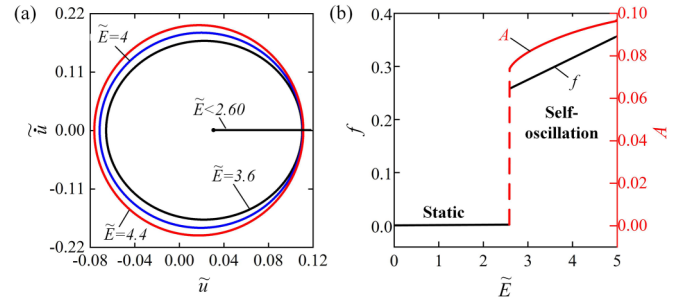 (a)
0.22
0.11
0.00
-0.11
-0.22
ũ̇
Ẽ=4
Ẽ<2.60
Ẽ=3.6
Ẽ=4.4
-0.08
-0.04
0.00
0.04
0.08
0.12
ũ
(b)
0.4
0.3
0.2
0.1
0.0
f
A
f
Self-
oscillation
Static
0
1
2
3
4
5
Ẽ
0.10
0.08
0.06
0.04
0.02
0.00
A